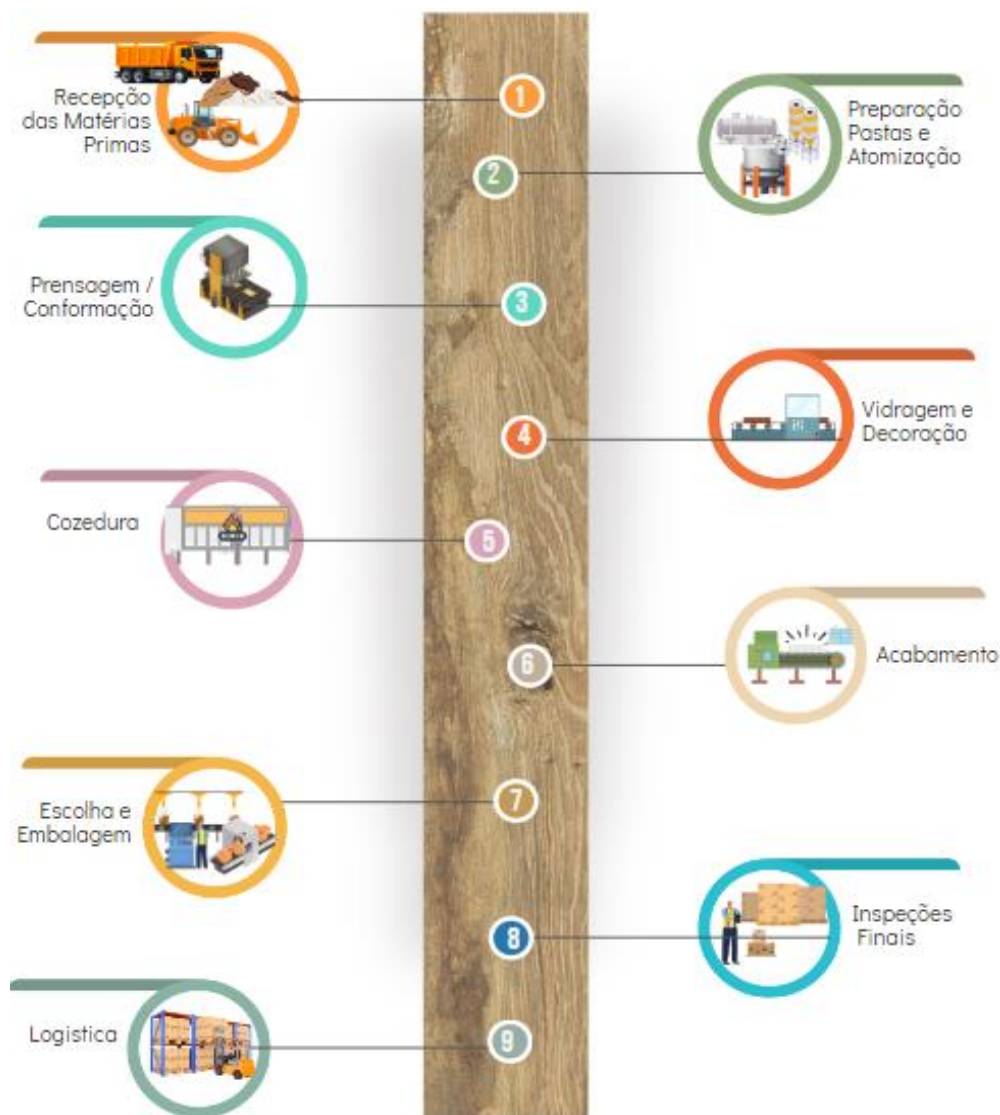 Recepção
das Matérias
Primas
1
Preparação
Pastas e
Atomização
2
Prensagem /
Conformação
3
Vidragem e
Decoração
4
Cozedura
5
Acabamento
6
Escolha e
Embalagem
7
Inspeções
Finais
8
Logistica
9